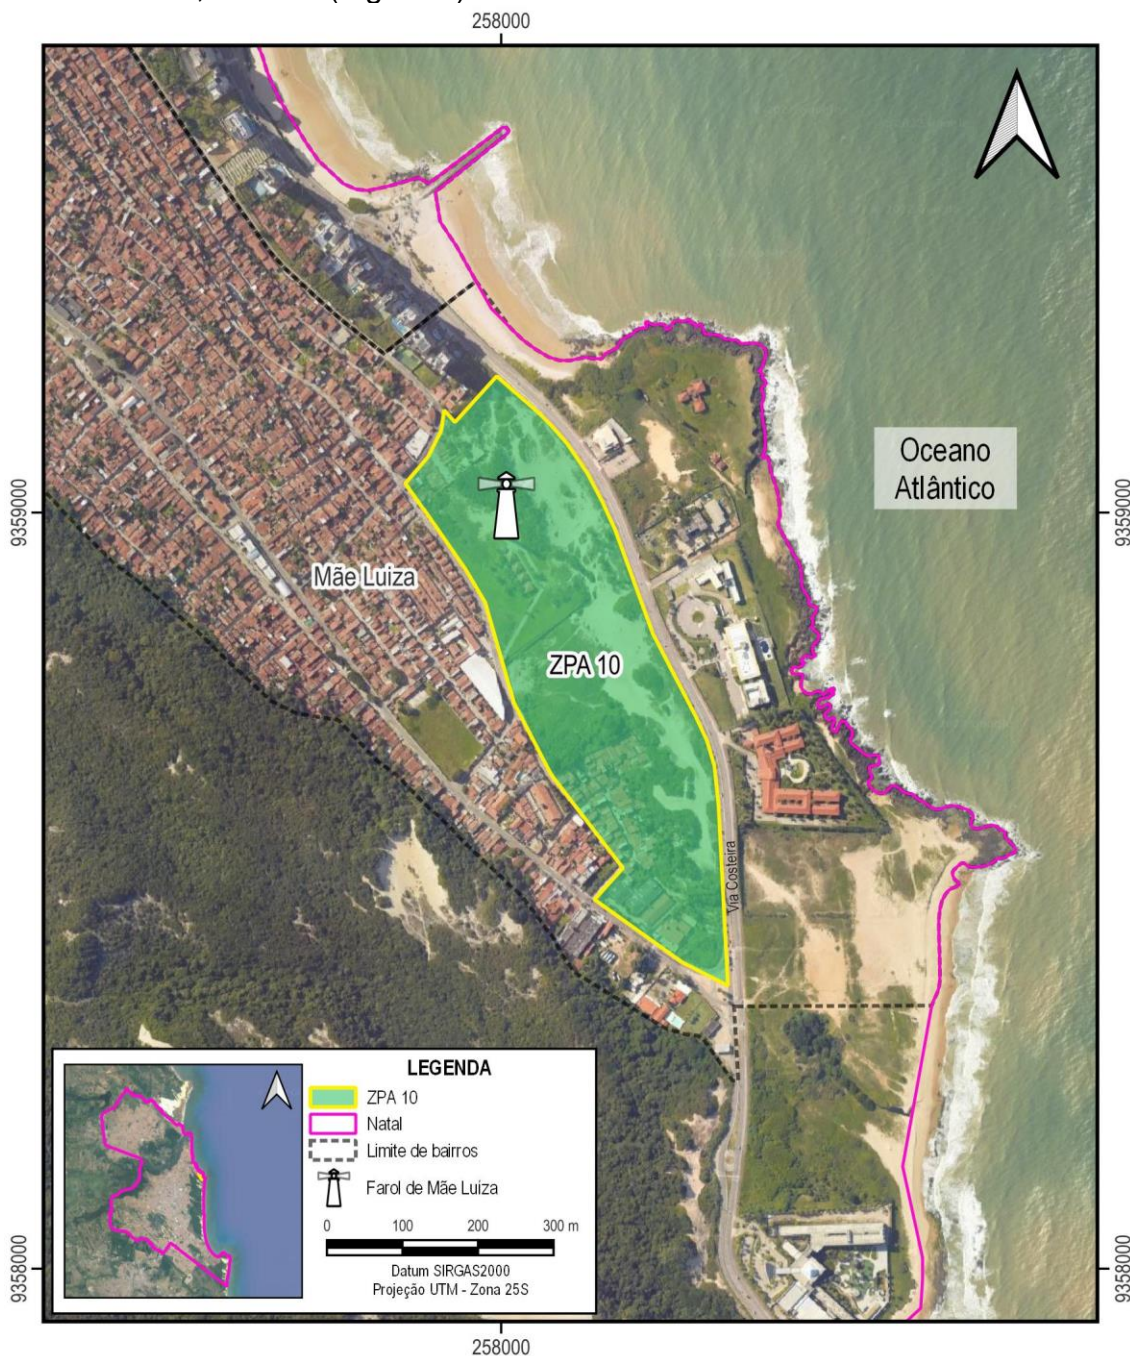 258000
9359000
9359000
Oceano
Atlântico
Mãe Luiza
ZPA 10
Via Costeira
LEGENDA
ZPA 10
Natal
Limite de bairros
Farol de Mãe Luiza
0 100 200 300 m
Datum SIRGAS2000
Projeção UTM - Zona 25S
9358000
9358000
258000